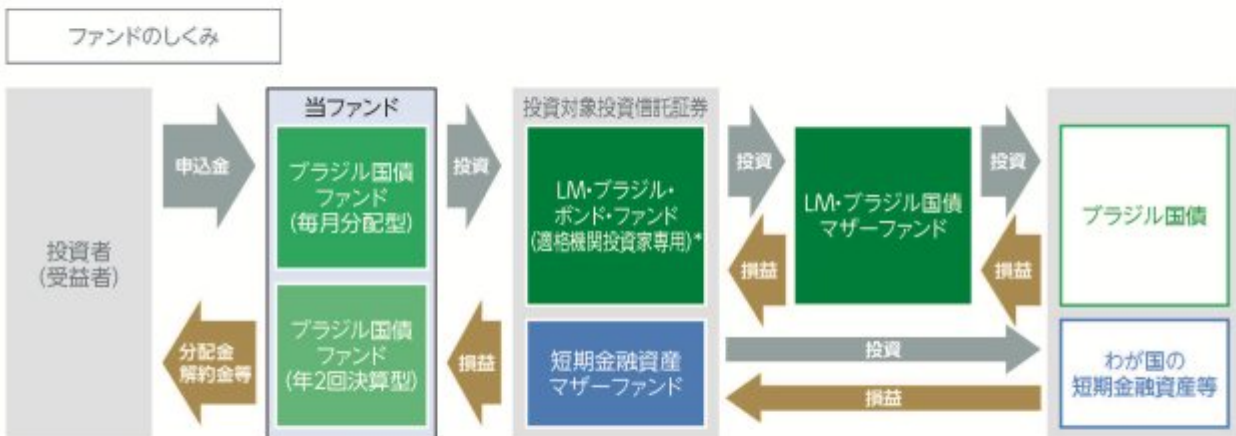 ファンドのしくみ
投資者
(受益者)
申込金
分配金
解約金等
当ファンド
ブラジル国債
ファンド
(毎月分配型)
ブラジル国債
ファンド
(年2回決算型)
投資
損益
投資対象投資信託証券
LM・ブラジル・
ボンド・ファンド
(適格機関投資家専用)*
短期金融資産
マザーファンド
投資
損益
LM・ブラジル国債
マザーファンド
投資
損益
投資
損益
ブラジル国債
わが国の
短期金融資産等